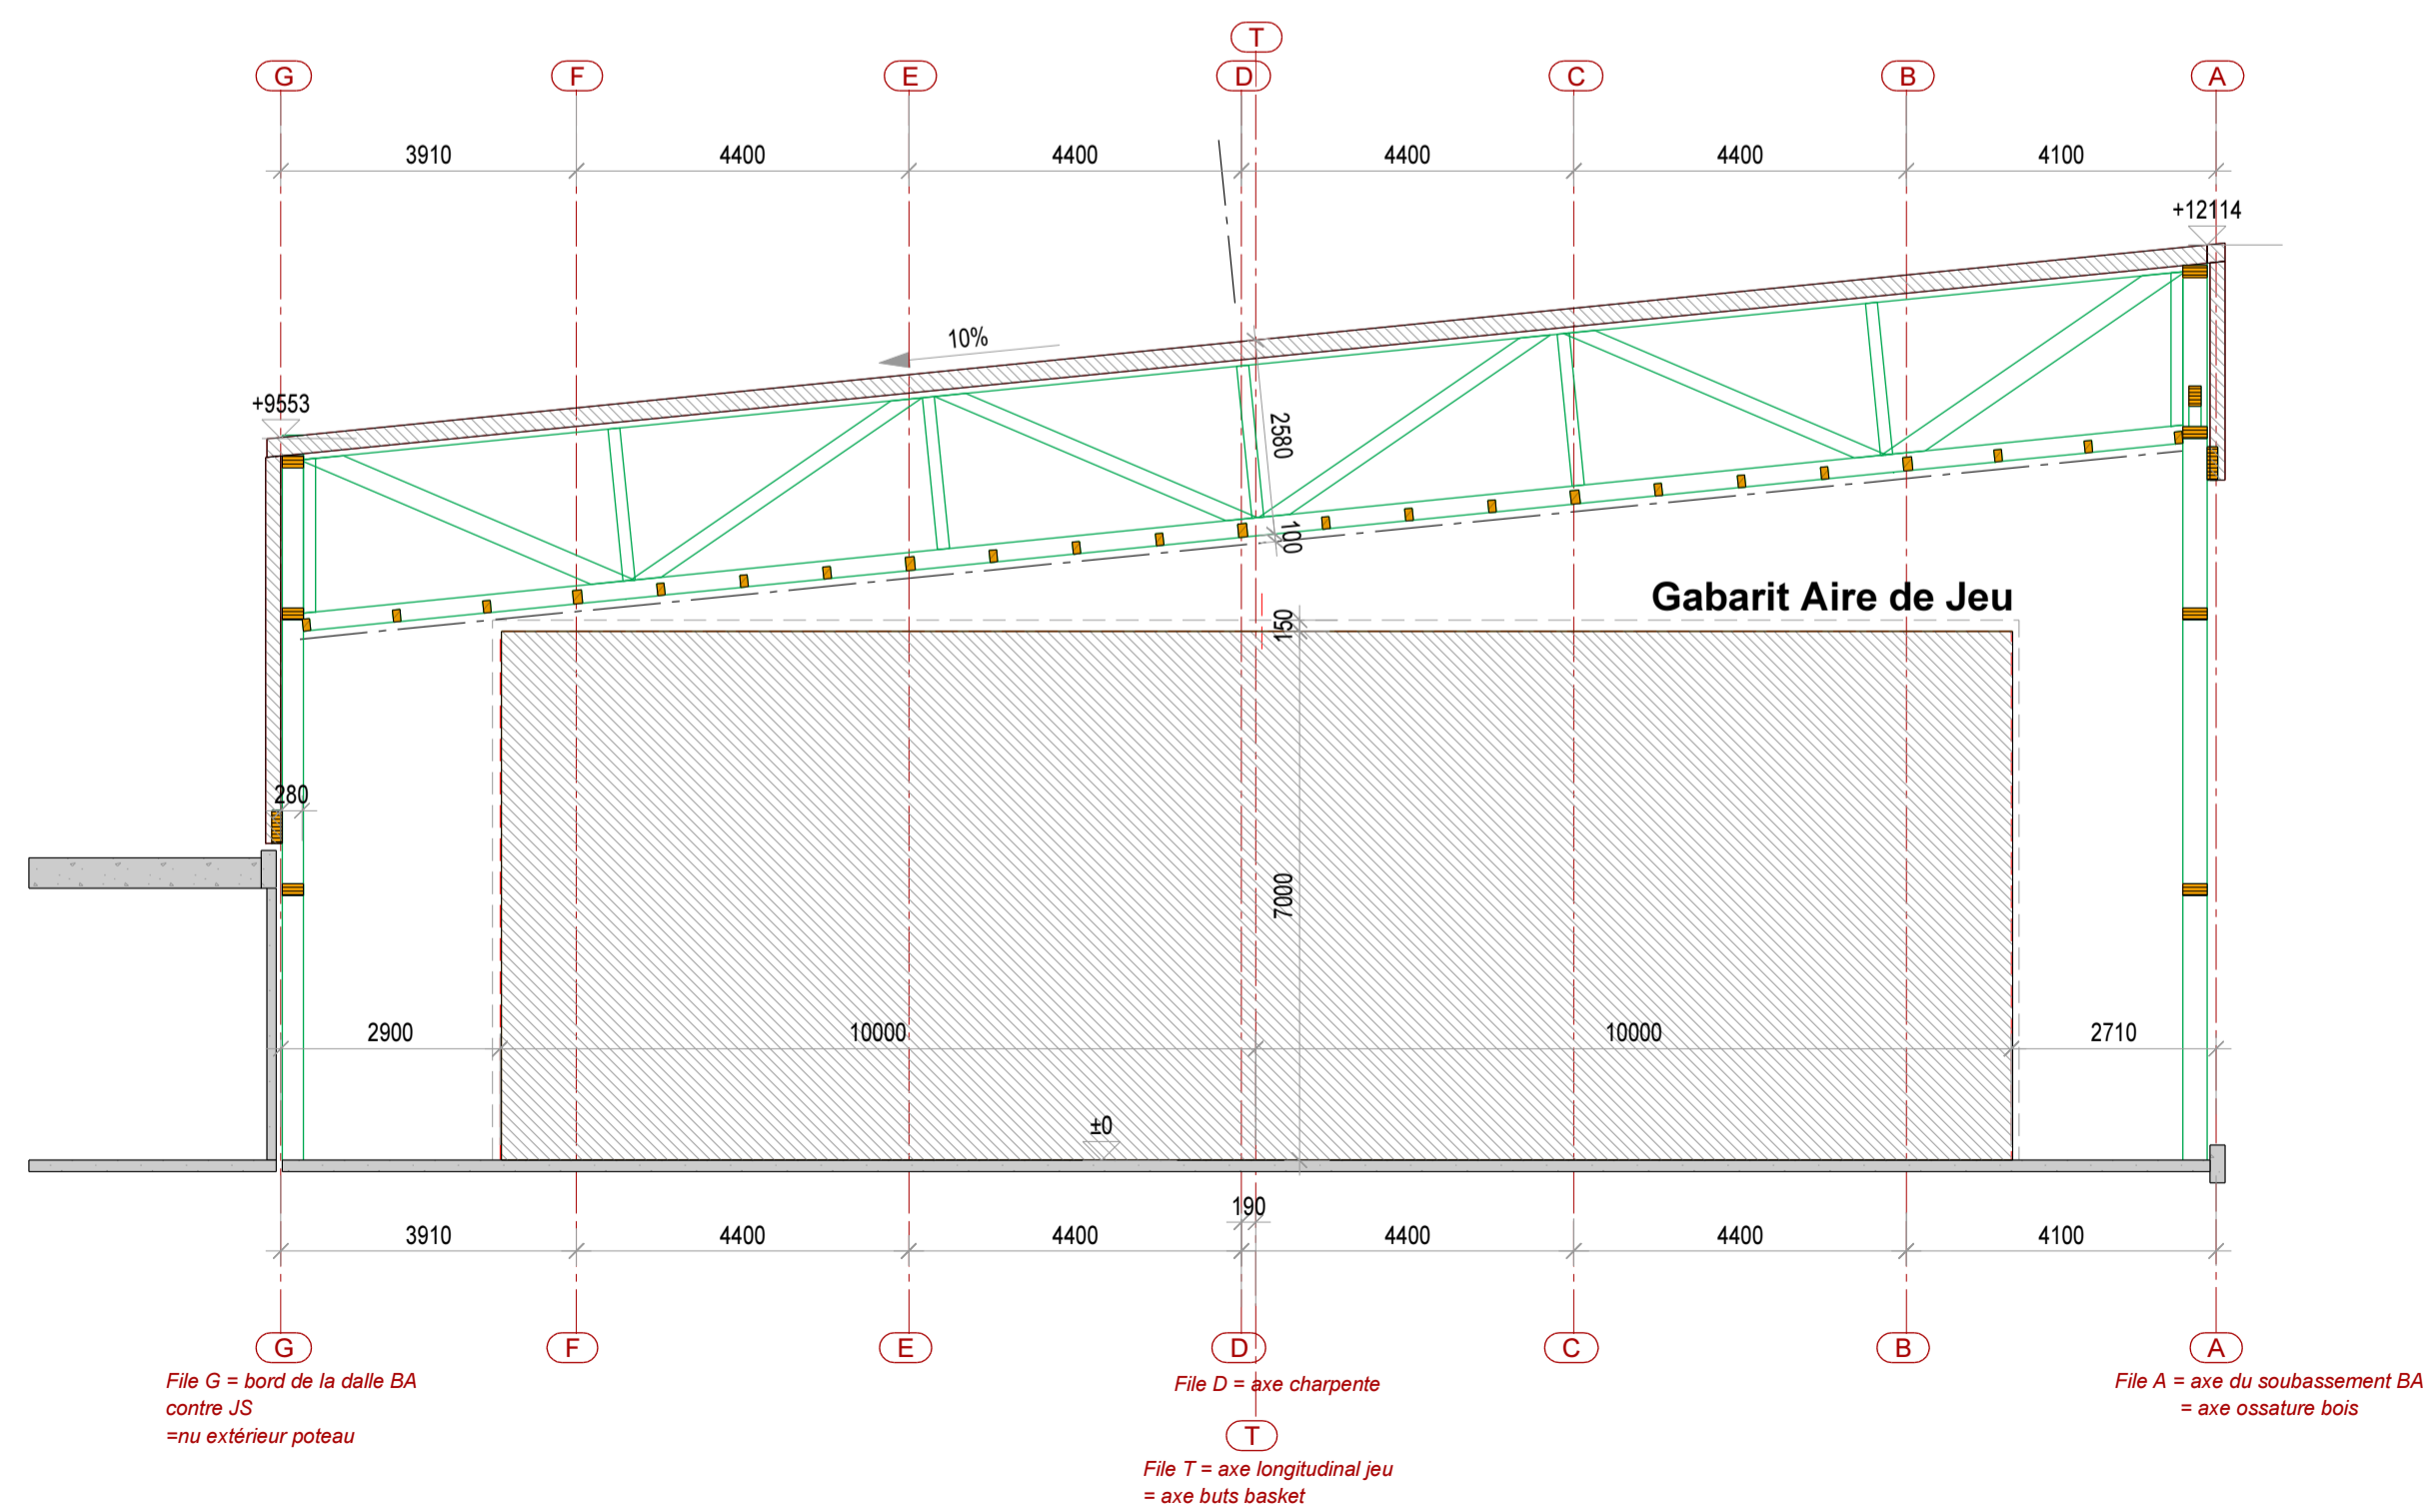 T
G F E D C B A
3910 4400 4400 4400 4400 4100
+12114
10%
+9553
2580
100
Gabarit Aire de Jeu
150
280
7000
2900 10000 10000 2710
±0
190
3910 4400 4400 4400 4400 4100
G F E D C B A
File G = bord de la dalle BA
contre JS
=nu extérieur poteau
File D = axe charpente
File A = axe du soubassement BA
= axe ossature bois
T
File T = axe longitudinal jeu
= axe buts basket